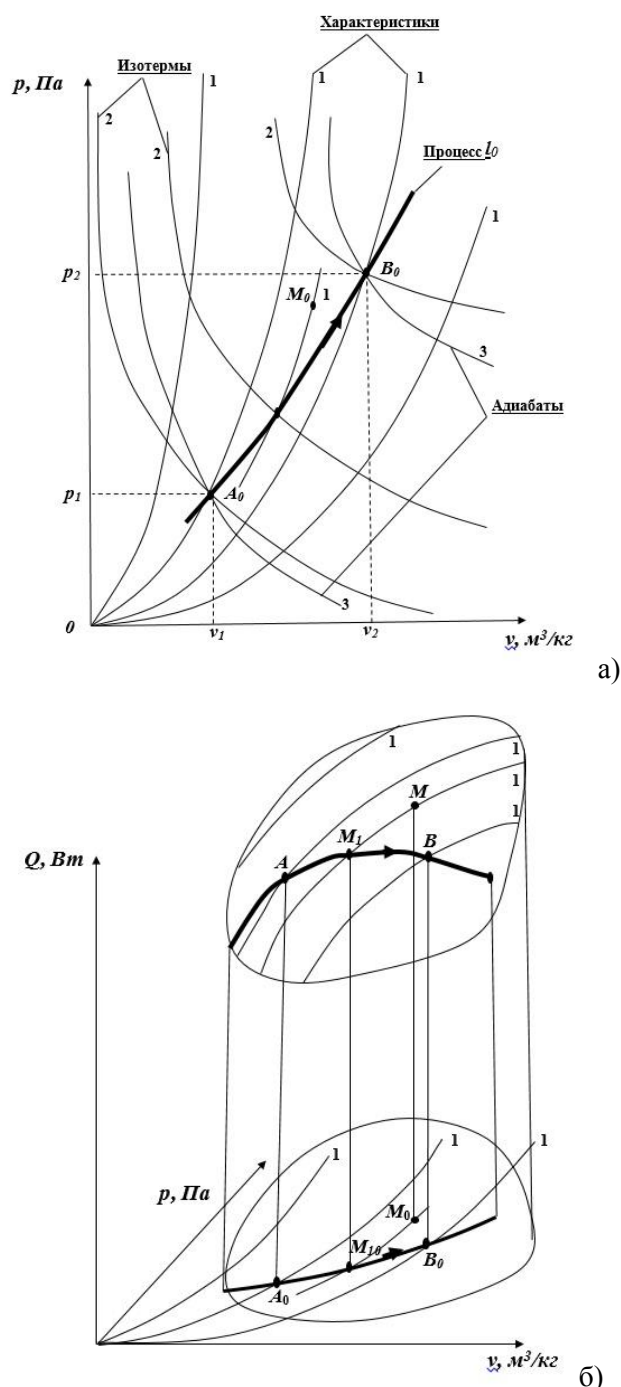 Характеристики
Изотермы
p, Па
1
1
1
2
2
2
Процесс l0
1
p2
M0
1
B0
3
Адиабаты
p1
A0
3
0
v1
v2
v, м3/кг
а)
1
1
1
M
1
M1
B
A
Q, Вт
1
1
1
p, Па
M0
M10
B0
A0
v, м3/кг
б)